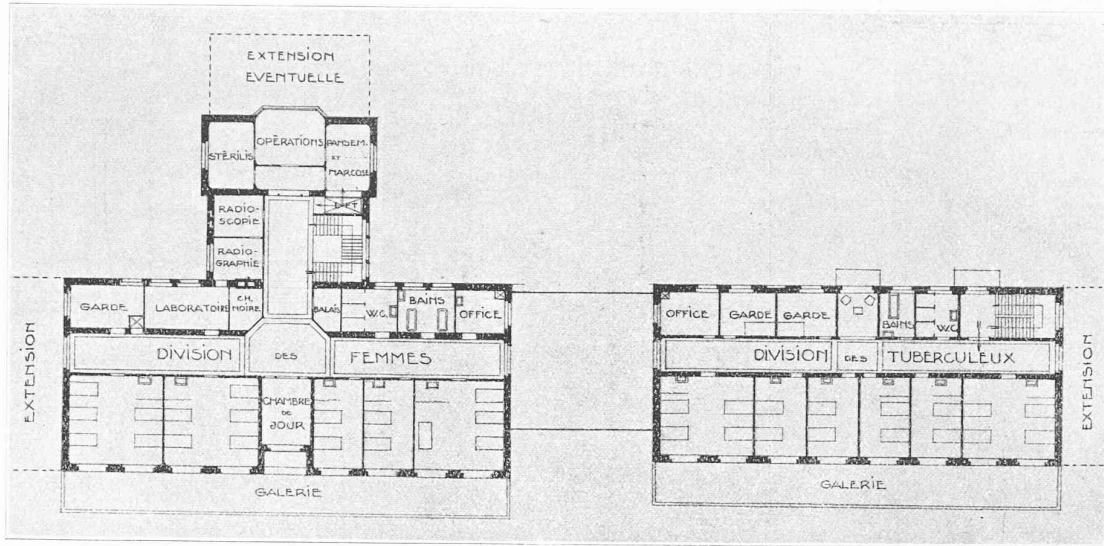 EXTENSION
EVENTUELLE
OPÉRATIONS
STÉRILIS
PANSEM.
ET
NARCOSE
RADIO-
SCOPIE
RADIO-
GRAPHIE
GARDE
LABORATOIRE
CH.
NOIRE
BALAIS
W.C.
BAINS
OFFICE
DIVISION DES FEMMES
CHAMBRE
DE
JOUR
GALERIE
EXTENSION
OFFICE
GARDE
GARDE
BAINS
W.C.
DIVISION DES TUBERCULEUX
GALERIE
EXTENSION